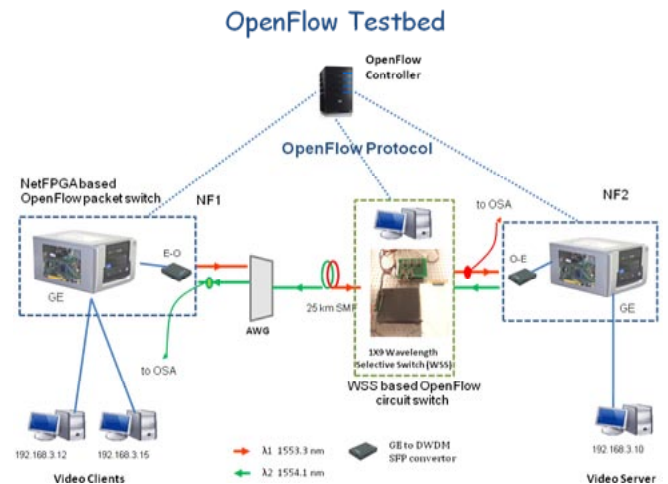 OpenFlow Testbed
OpenFlow
Controller
OpenFlow Protocol
NetFPGA based
OpenFlow packet switch
NF1
NF2
to OSA
E-O
O-E
GE
GE
25 km SMF
AWG
to OSA
1X9 Wavelength
Selective Switch (WSS)
WSS based OpenFlow
circuit switch
192.168.3.12
192.168.3.15
192.168.3.10
λ1 1553.3 nm
λ2 1554.1 nm
GE to DWDM
SFP convertor
Video Clients
Video Server